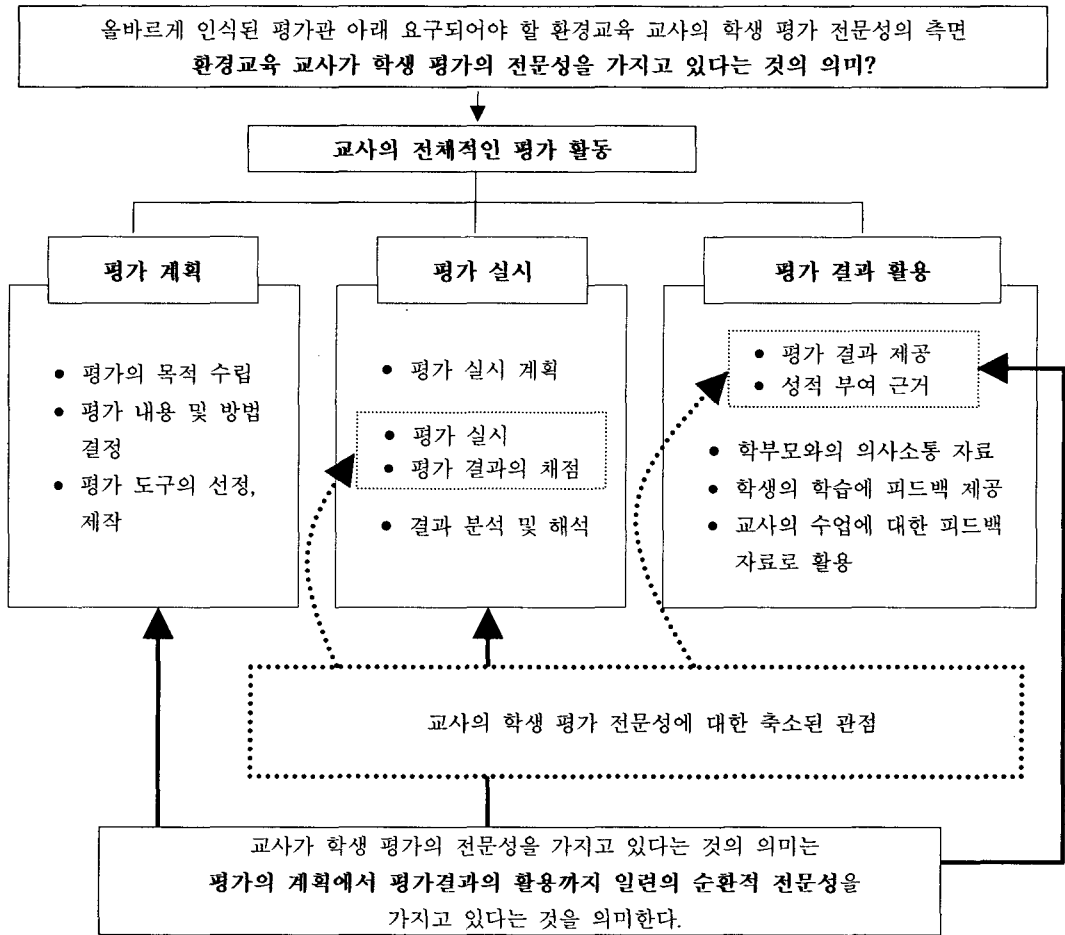 올바르게 인식된 평가관 아래 요구되어야 할 환경교육 교사의 학생 평가 전문성의 측면
환경교육 교사가 학생 평가의 전문성을 가지고 있다는 것의 의미?
교사의 전체적인 평가 활동
평가 계획
● 평가의 목적 수립
● 평가 내용 및 방법
결정
● 평가 도구의 선정,
제작
평가 실시
● 평가 실시 계획
● 평가 실시
● 평가 결과의 채점
● 결과 분석 및 해석
평가 결과 활용
● 평가 결과 제공
● 성적 부여 근거
● 학부모와의 의사소통 자료
● 학생의 학습에 피드백 제공
● 교사의 수업에 대한 피드백
자료로 활용
교사의 학생 평가 전문성에 대한 축소된 관점
교사가 학생 평가의 전문성을 가지고 있다는 것의 의미는
평가의 계획에서 평가결과의 활용까지 일련의 순환적 전문성을
가지고 있다는 것을 의미한다.